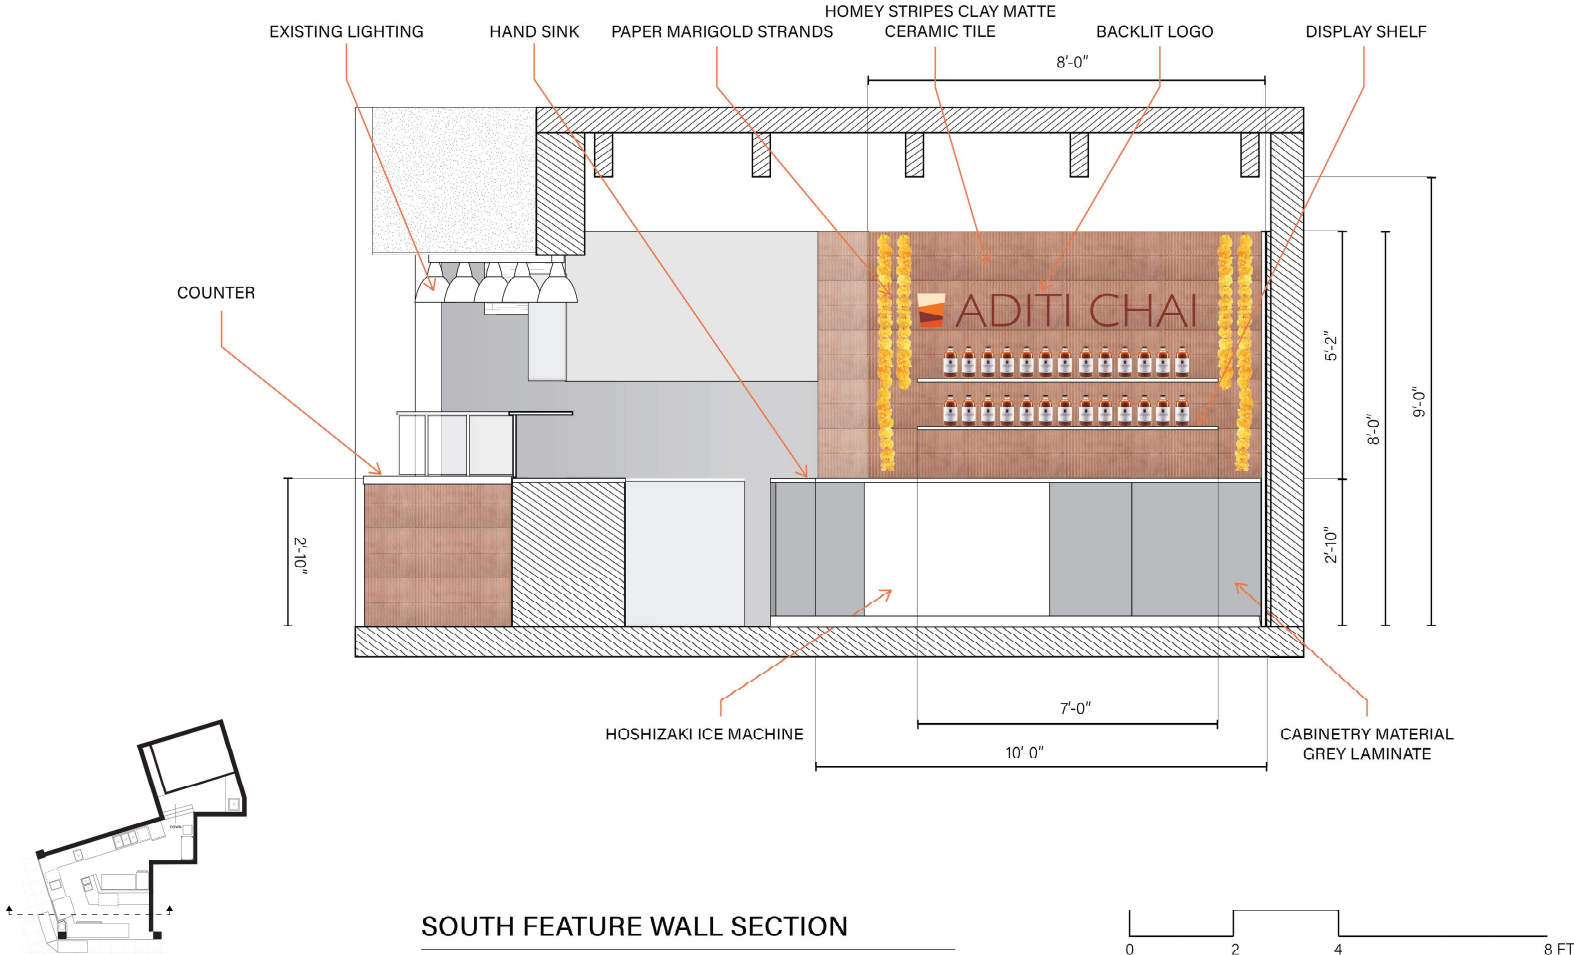 HOMEY STRIPES CLAY MATTE
EXISTING LIGHTING
HAND SINK
PAPER MARIGOLD STRANDS
CERAMIC TILE
BACKLIT LOGO
DISPLAY SHELF
8'-0"
COUNTER
ADITI CHAI
5'-2"
8'-0"
9'-0"
2'-10"
2'-10"
7'-0"
HOSHIZAKI ICE MACHINE
10' 0"
CABINETRY MATERIAL
GREY LAMINATE
DOWN
SOUTH FEATURE WALL SECTION
0 2 4 8 FT